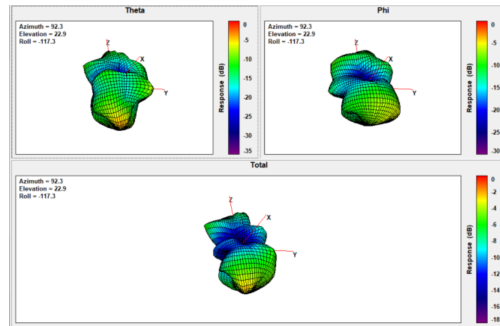 Theta
Azimuth = 92.3
Elevation = 22.9
Roll = -117.3
Z
X
Y
0
-5
-10
-15
-20
-25
-30
Response (dB)
Phi
Azimuth = 92.3
Elevation = 22.9
Roll = -117.3
Z
X
Y
0
-5
-10
-15
-20
-25
-30
-35
Response (dB)
Total
Azimuth = 92.3
Elevation = 22.9
Roll = -117.3
Z
X
Y
0
-2
-4
-6
-8
-10
-12
-14
-16
-18
Response (dB)